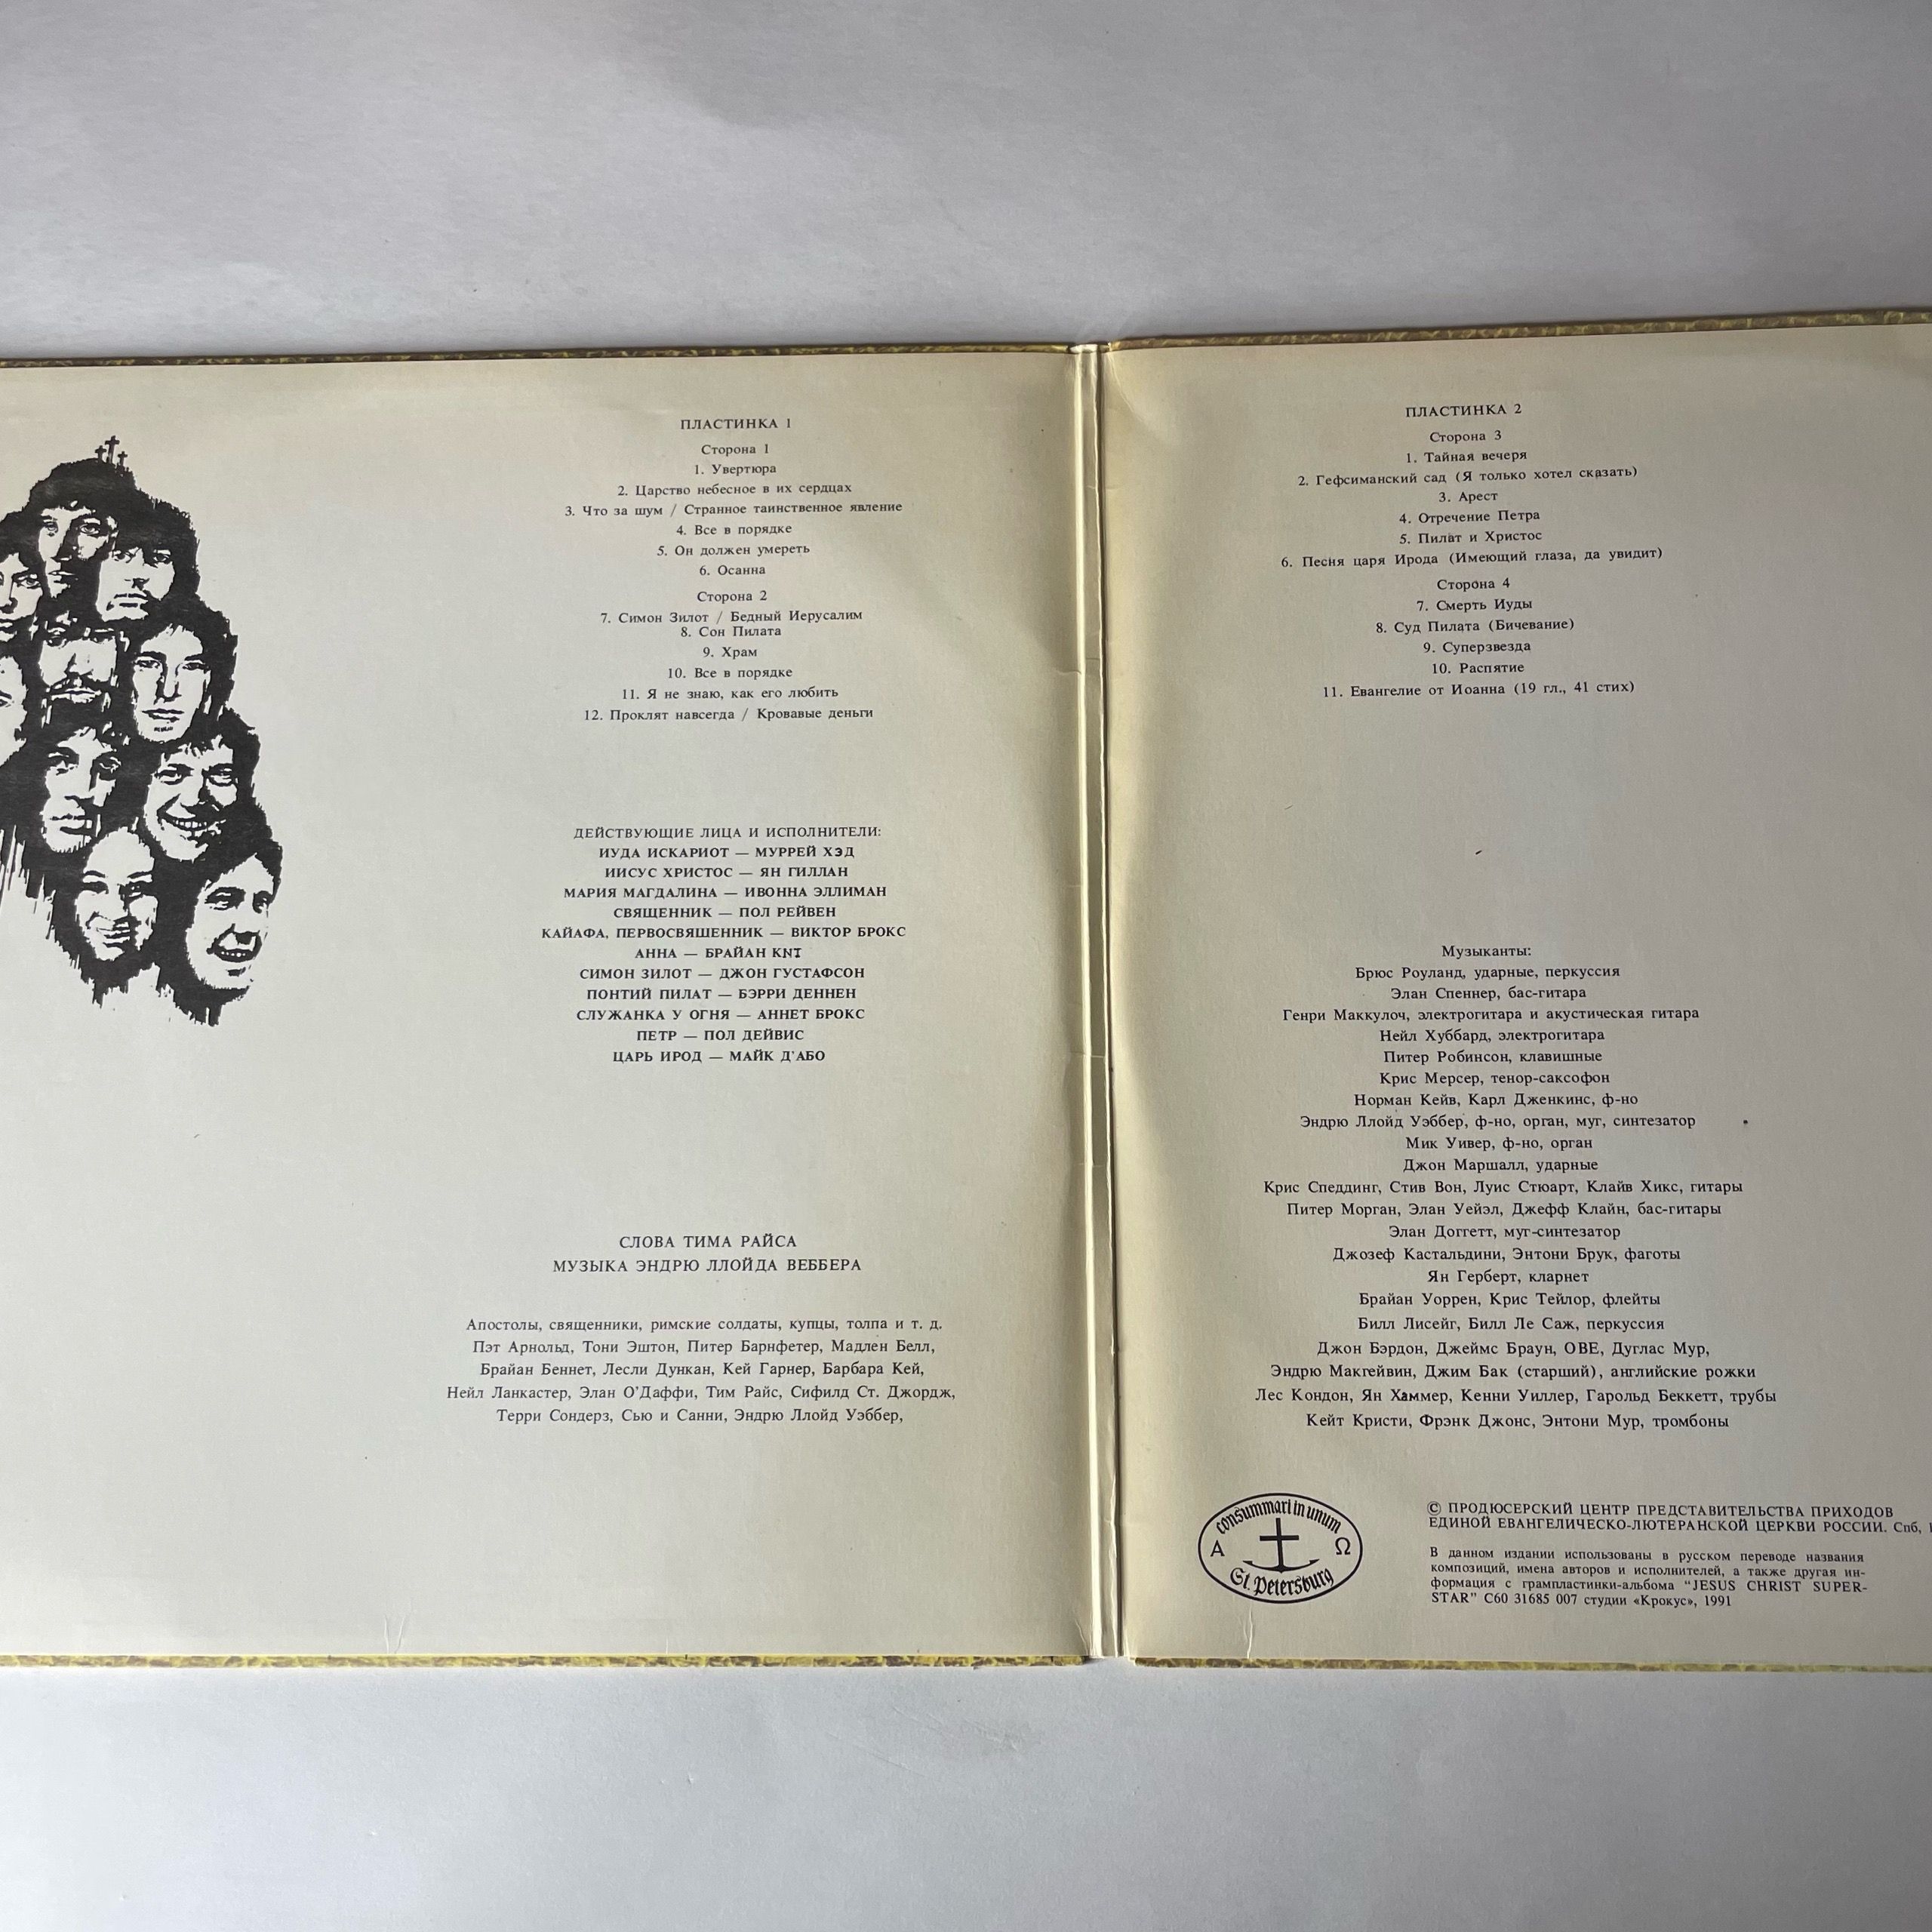 ПЛАСТИНКА 1
Сторона 1
1. Увертюра
2. Царство небесное в их сердцах
3. Что за шум / Странное таинственное явление
4. Все в порядке
5. Он должен умереть
6. Осанна
Сторона 2
7. Симон Зилот / Бедный Иерусалим
8. Сон Пилата
9. Храм
10. Все в порядке
11. Я не знаю, как его любить
12. Проклят навсегда / Кровавые деньги
ДЕЙСТВУЮЩИЕ ЛИЦА И ИСПОЛНИТЕЛИ:
ИУДА ИСКАРИОТ — МУРРЕЙ ХЭД
ИИСУС ХРИСТОС — ЯН ГИЛЛАН
МАРИЯ МАГДАЛИНА — ИВОННА ЭЛЛИМАН
СВЯЩЕННИК — ПОЛ РЕЙВЕН
КАЙАФА, ПЕРВОСВЯШЕННИК — ВИКТОР БРОКС
АННА — БРАЙАН KNI
СИМОН ЗИЛОТ — ДЖОН ГУСТАФСОН
ПОНТИЙ ПИЛАТ — БЭРРИ ДЕННЕН
СЛУЖАНКА У ОГНЯ — АННЕТ БРОКС
ПЕТР — ПОЛ ДЕЙВИС
ЦАРЬ ИРОД — МАЙК Д'АБО
СЛОВА ТИМА РАЙСА
МУЗЫКА ЭНДРЮ ЛЛОЙДА ВЕББЕРА
Апостолы, священники, римские солдаты, купцы, толпа и т. д.
Пэт Арнольд, Тони Эштон, Питер Барнфетер, Мадлен Белл,
Брайан Беннет, Лесли Дункан, Кей Гарнер, Барбара Кей,
Нейл Ланкастер, Элан О'Даффи, Тим Райс, Сифилд Ст. Джордж,
Терри Сондерз, Сью и Санни, Эндрю Ллойд Уэббер,
ПЛАСТИНКА 2
Сторона 3
1. Тайная вечеря
2. Гефсиманский сад (Я только хотел сказать)
3. Арест
4. Отречение Петра
5. Пилат и Христос
6. Песня царя Ирода (Имеющий глаза, да увидит)
Сторона 4
7. Смерть Иуды
8. Суд Пилата (Бичевание)
9. Суперзвезда
10. Распятие
11. Евангелие от Иоанна (19 гл., 41 стих)
Музыканты:
Брюс Роуланд, ударные, перкуссия
Элан Спеннер, бас-гитара
Генри Маккулоч, электрогитара и акустическая гитара
Нейл Хуббард, электрогитара
Питер Робинсон, клавишные
Крис Мерсер, тенор-саксофон
Норман Кейв, Карл Дженкинс, ф-но
Эндрю Ллойд Уэббер, ф-но, орган, муг, синтезатор
Мик Уивер, ф-но, орган
Джон Маршалл, ударные
Крис Спеддинг, Стив Вон, Луис Стюарт, Клайв Хикс, гитары
Питер Морган, Элан Уейэл, Джефф Клайн, бас-гитары
Элан Доггетт, муг-синтезатор
Джозеф Кастальдини, Энтони Брук, фаготы
Ян Герберт, кларнет
Брайан Уоррен, Крис Тейлор, флейты
Билл Лисейг, Билл Ле Саж, перкуссия
Джон Бэрдон, Джеймс Браун, ОВЕ, Дуглас Мур,
Эндрю Макгейвин, Джим Бак (старший), английские рожки
Лес Кондон, Ян Хаммер, Кенни Уиллер, Гарольд Беккетт, трубы
Кейт Кристи, Фрэнк Джонс, Энтони Мур, тромбоны
consummari in unum
Α Ω
St. Petersburg
© ПРОДЮСЕРСКИЙ ЦЕНТР ПРЕДСТАВИТЕЛЬСТВА ПРИХОДОВ
ЕДИНОЙ ЕВАНГЕЛИЧЕСКО-ЛЮТЕРАНСКОЙ ЦЕРКВИ РОССИИ. Спб,
В данном издании использованы в русском переводе названия
композиций, имена авторов и исполнителей, а также другая ин-
формация с грампластинки-альбома "JESUS CHRIST SUPER-
STAR" С60 31685 007 студии «Крокус», 1991